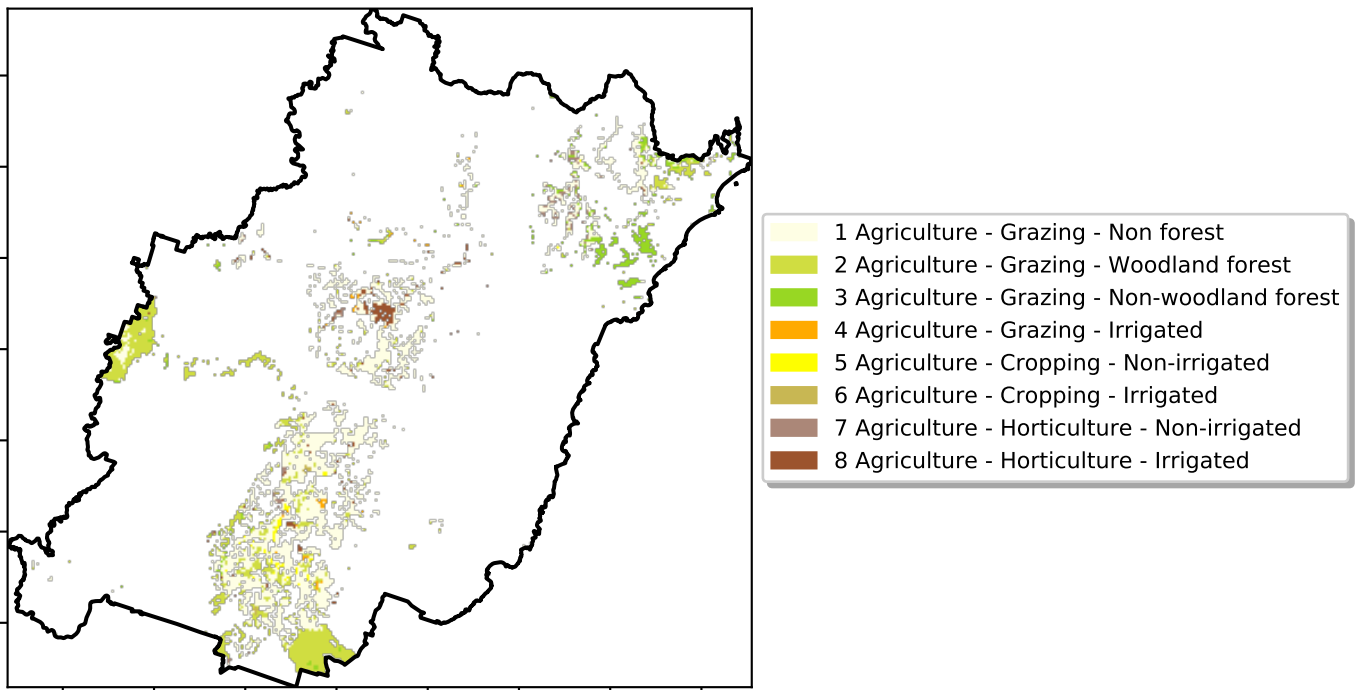 1 Agriculture - Grazing - Non forest
2 Agriculture - Grazing - Woodland forest
3 Agriculture - Grazing - Non-woodland forest
4 Agriculture - Grazing - Irrigated
5 Agriculture - Cropping - Non-irrigated
6 Agriculture - Cropping - Irrigated
7 Agriculture - Horticulture - Non-irrigated
8 Agriculture - Horticulture - Irrigated